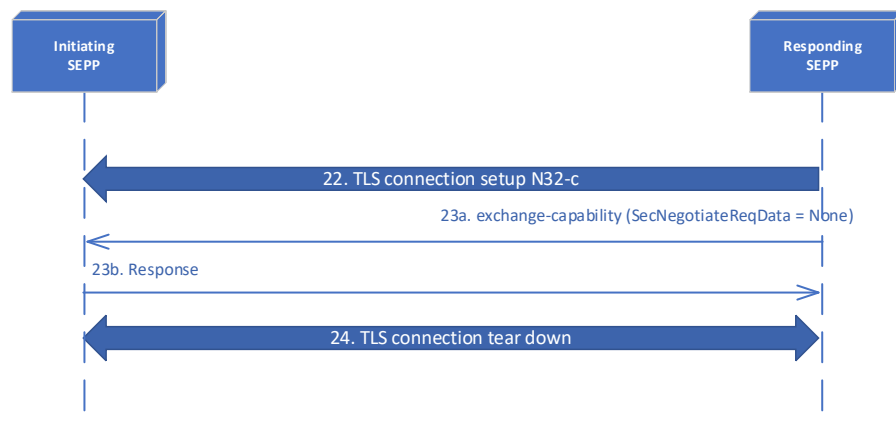 Initiating
SEPP
Responding
SEPP
22. TLS connection setup N32-c
23a. exchange-capability (SecNegotiateReqData = None)
23b. Response
24. TLS connection tear down